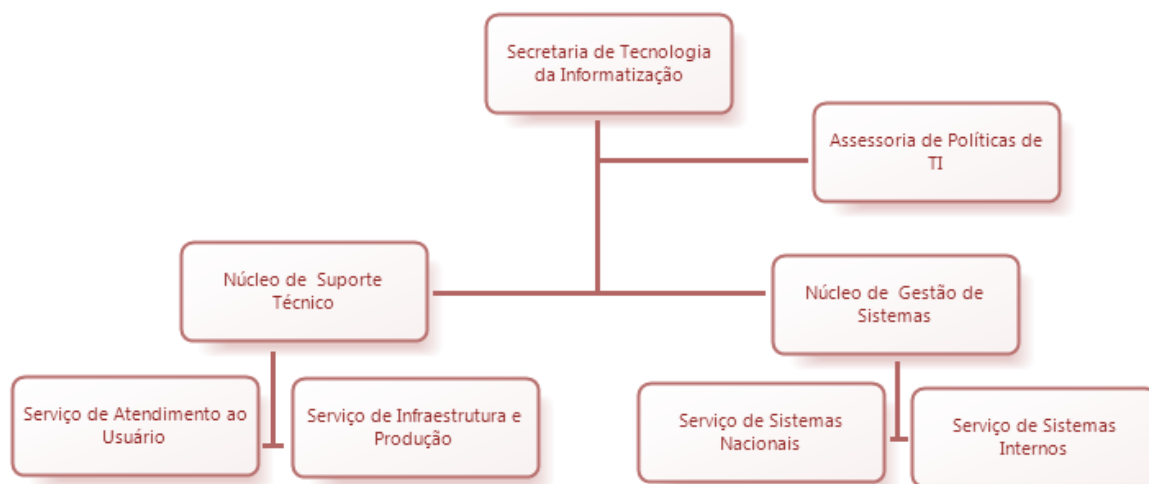 Secretaria de Tecnologia
da Informatização
Assessoria de Políticas de
TI
Núcleo de Suporte
Técnico
Núcleo de Gestão de
Sistemas
Serviço de Atendimento ao
Usuário
Serviço de Infraestrutura e
Produção
Serviço de Sistemas
Nacionais
Serviço de Sistemas
Internos